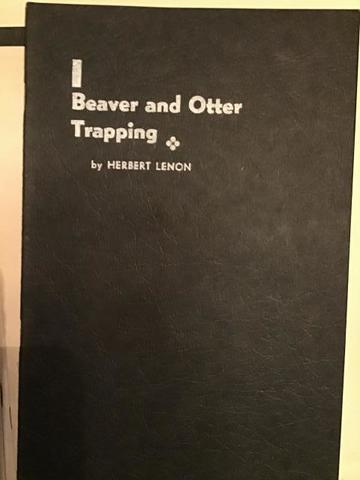 Beaver and Otter
Trapping
by HERBERT LENON